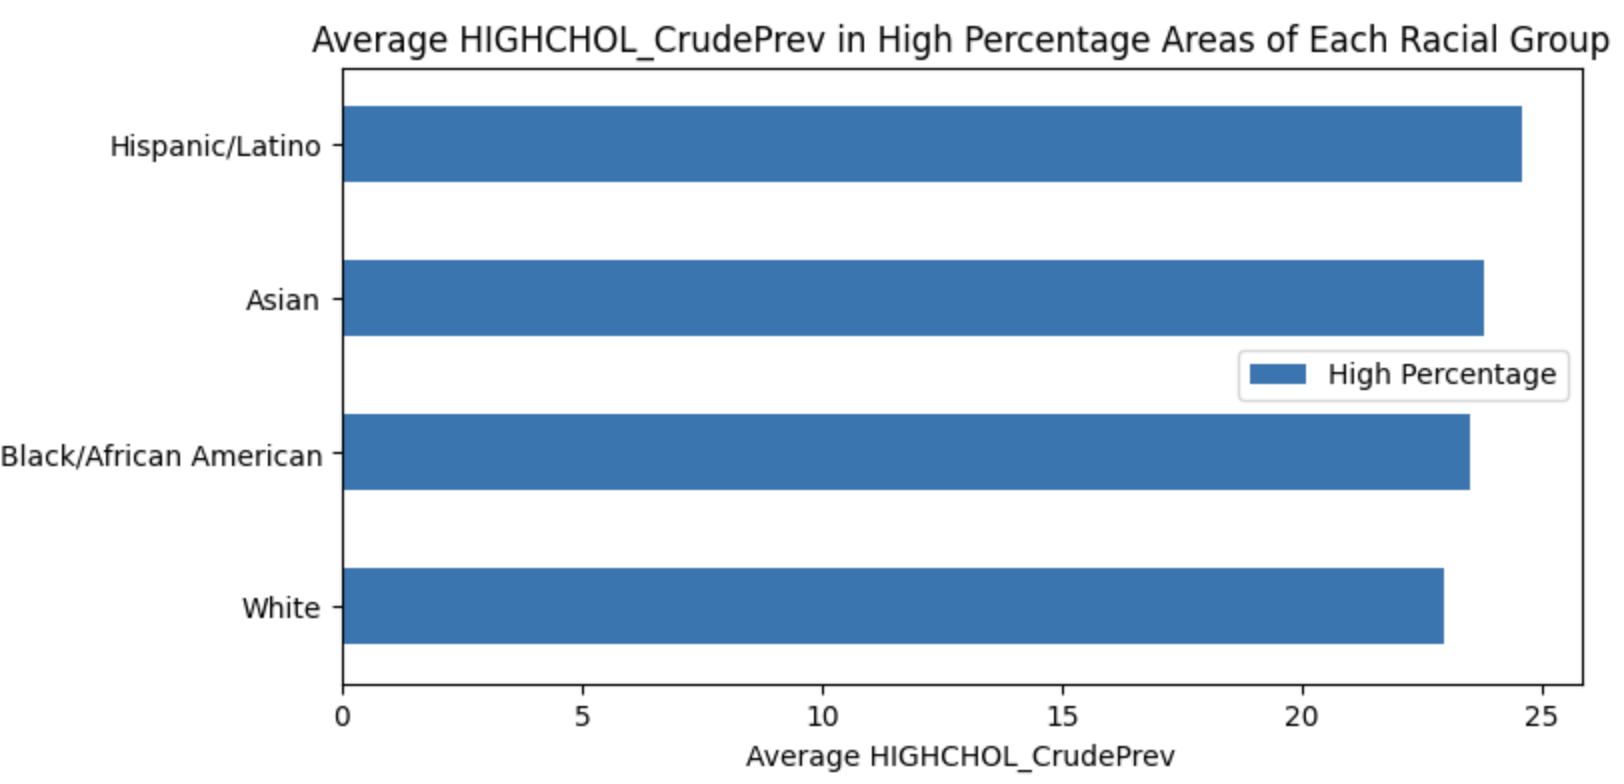 Average HIGHCHOL_CrudePrev in High Percentage Areas of Each Racial Group
Hispanic/Latino
Asian
High Percentage
Black/African American
White
0 5 10 15 20 25
Average HIGHCHOL_CrudePrev